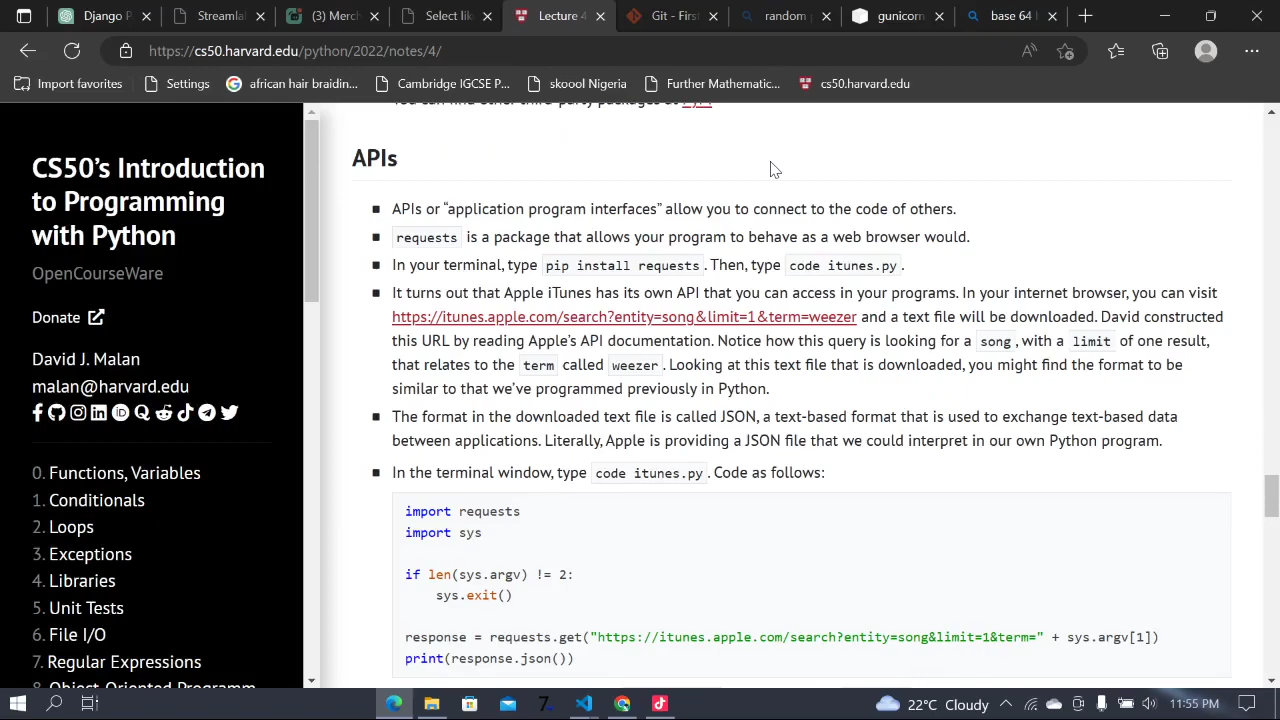 Django P
Streamlat
(3) Merch
Select lik
Lecture 4
Git - First
random p
gunicorn
base 64 i
https://cs50.harvard.edu/python/2022/notes/4/
Import favorites
Settings
african hair braidin...
Cambridge IGCSE P...
skoool Nigeria
Further Mathematic...
cs50.harvard.edu
CS50's Introduction
to Programming
with Python
OpenCourseWare
Donate
David J. Malan
malan@harvard.edu
0. Functions, Variables
1. Conditionals
2. Loops
3. Exceptions
4. Libraries
5. Unit Tests
6. File I/O
7. Regular Expressions
8. Object-Oriented Programm
You can find other third-party packages at PyPI
APIs
APIs or “application program interfaces” allow you to connect to the code of others.
requests is a package that allows your program to behave as a web browser would.
In your terminal, type pip install requests. Then, type code itunes.py.
It turns out that Apple iTunes has its own API that you can access in your programs. In your internet browser, you can visit
https://itunes.apple.com/search?entity=song&limit=1&term=weezer and a text file will be downloaded. David constructed
this URL by reading Apple’s API documentation. Notice how this query is looking for a song, with a limit of one result,
that relates to the term called weezer. Looking at this text file that is downloaded, you might find the format to be
similar to that we’ve programmed previously in Python.
The format in the downloaded text file is called JSON, a text-based format that is used to exchange text-based data
between applications. Literally, Apple is providing a JSON file that we could interpret in our own Python program.
In the terminal window, type code itunes.py. Code as follows:
import requests
import sys
if len(sys.argv) != 2:
    sys.exit()
response = requests.get("https://itunes.apple.com/search?entity=song&limit=1&term=" + sys.argv[1])
print(response.json())
22°C Cloudy
11:55 PM